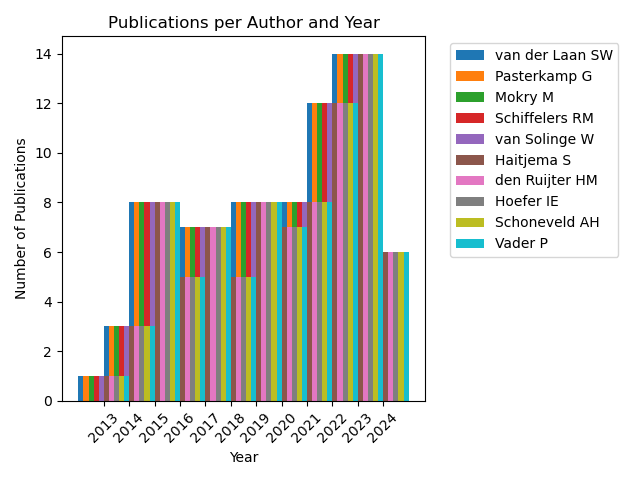 Publications per Author and Year
Number of Publications
14
12
10
8
6
4
2
0
2013
2014
2015
2016
2017
2018
2019
2020
2021
2022
2023
2024
Year
van der Laan SW
Pasterkamp G
Mokry M
Schiffelers RM
van Solinge W
Haitjema S
den Ruijter HM
Hoefer IE
Schoneveld AH
Vader P